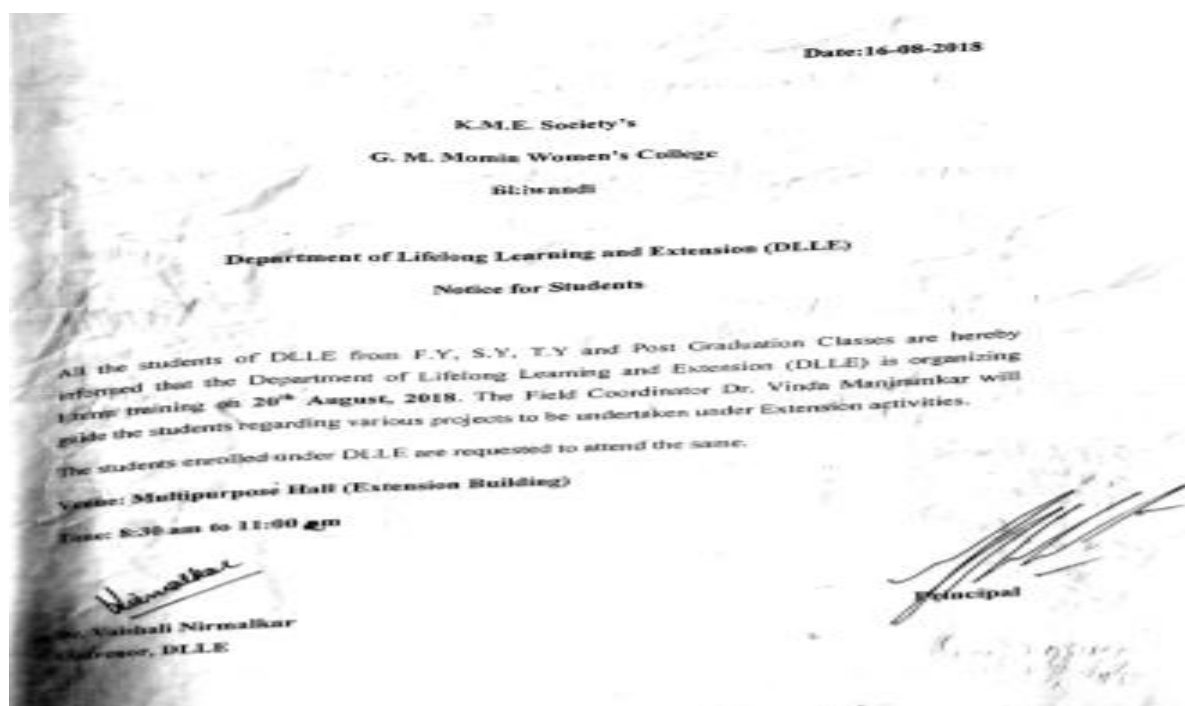 Date:16-08-2018
K.M.E. Society's
G. M. Momin Women's College
Bhiwandi
Department of Lifelong Learning and Extension (DLLE)
Notice for Students
All the students of DLLE from F.Y, S.Y, T.Y and Post Graduation Classes are hereby
informed that the Department of Lifelong Learning and Extension (DLLE) is organizing
training on 20th August, 2018. The Field Coordinator Dr. Vinda Manjramkar will
guide the students regarding various projects to be undertaken under Extension activities.
The students enrolled under DLLE are requested to attend the same.
Venue: Multipurpose Hall (Extension Building)
Time: 8:30 am to 11:00 am
Nirmalkar
Dr. Vaishali Nirmalkar
DLLE
Principal